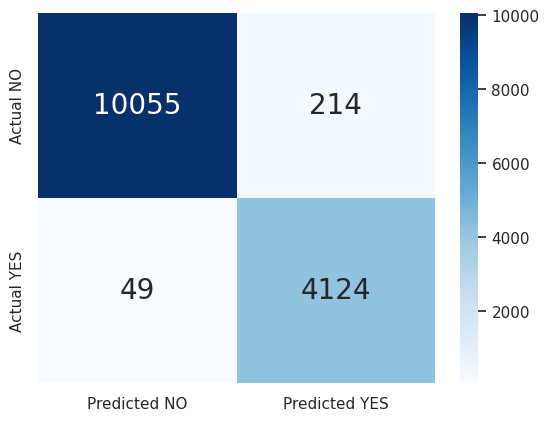 Actual NO
10055
214
Actual YES
49
4124
Predicted NO
Predicted YES
10000
8000
6000
4000
2000